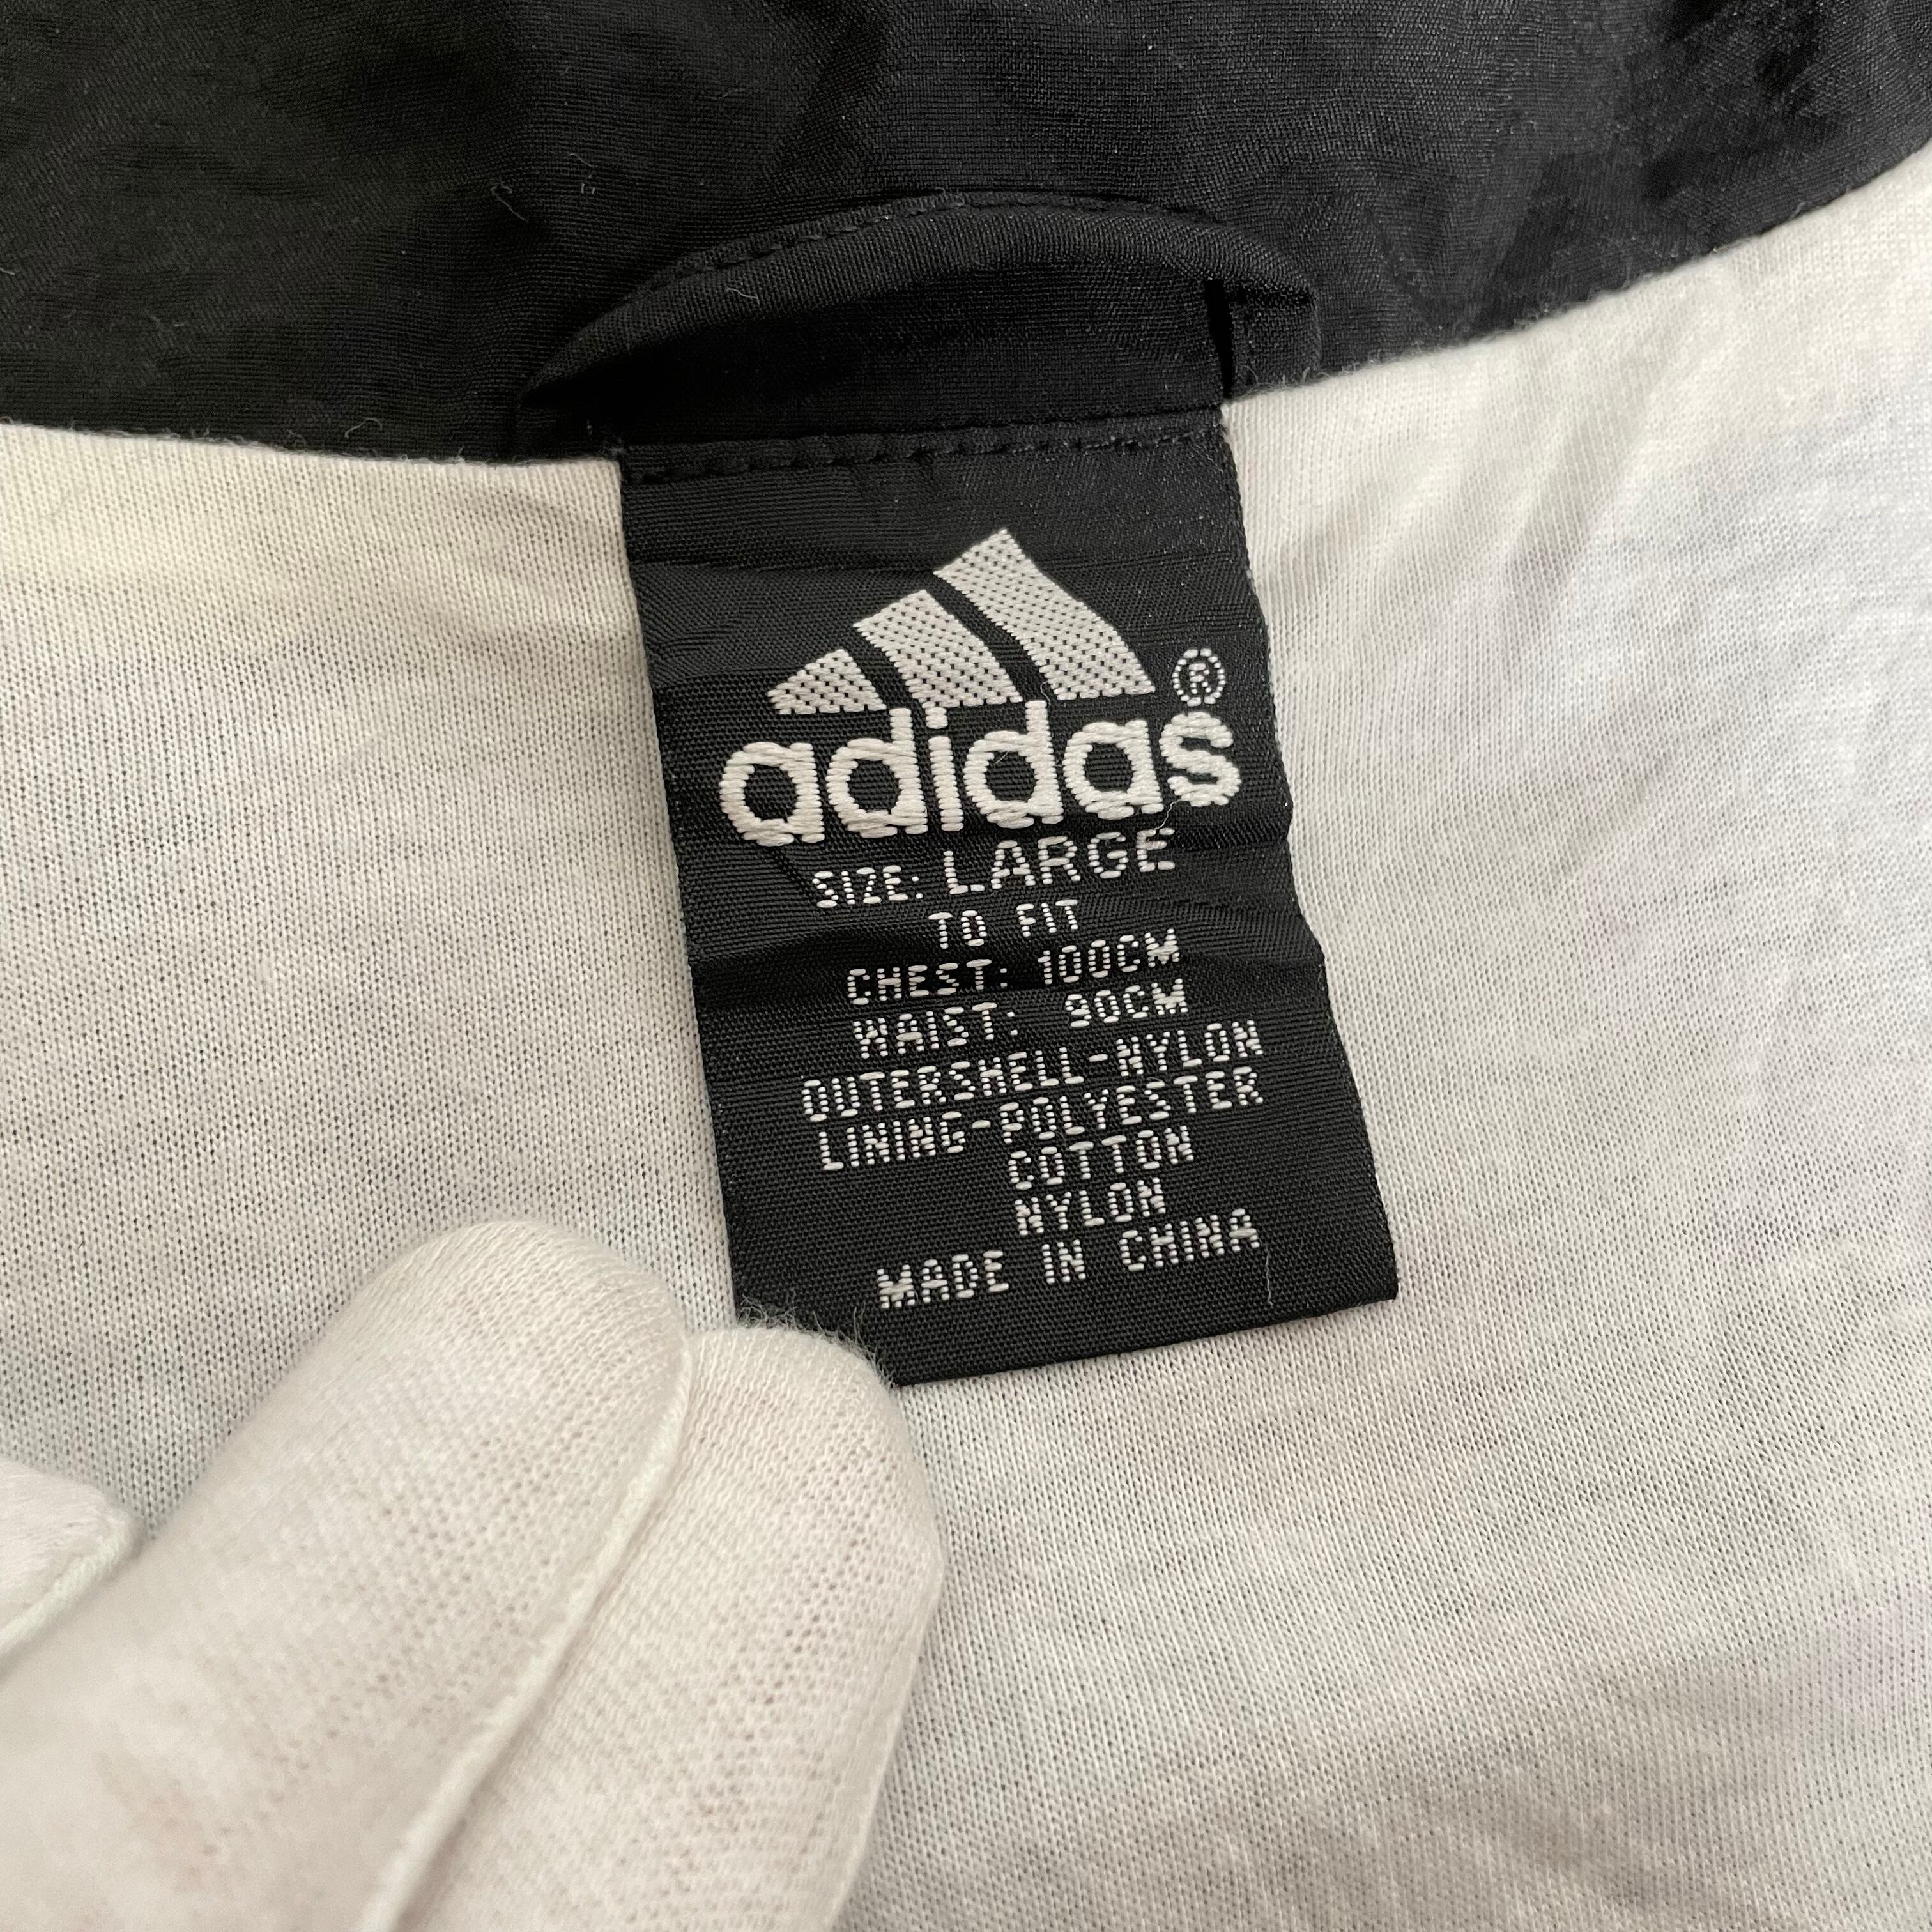 adidas®
SIZE: LARGE
TO FIT
CHEST: 100CM
WAIST: 90CM
OUTERSHELL-NYLON
LINING-POLYESTER
COTTON
NYLON
MADE IN CHINA